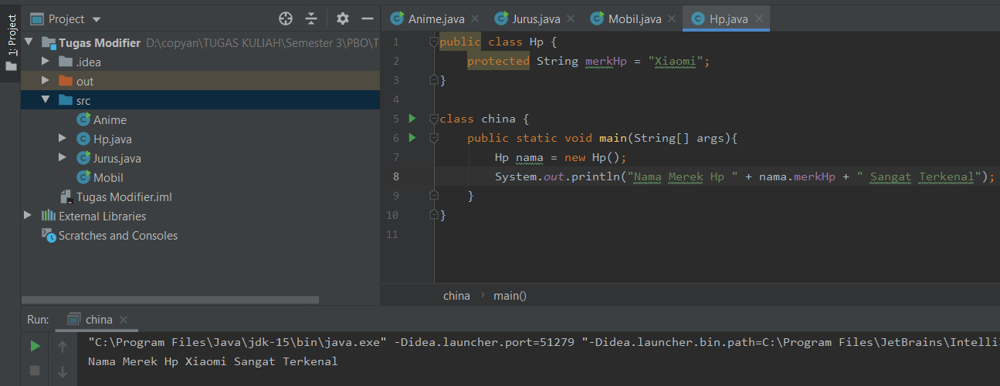 1: Project
Project
Tugas Modifier D:\copyan\TUGAS KULIAH\Semester 3\PBO\T
.idea
out
src
Anime
Hp.java
Jurus.java
Mobil
Tugas Modifier.iml
External Libraries
Scratches and Consoles
Anime.java Jurus.java Mobil.java Hp.java
1 public class Hp {
2 protected String merkHp = "Xiaomi";
3 }
4
5 class china {
6 public static void main(String[] args){
7 Hp nama = new Hp();
8 System.out.println("Nama Merek Hp " + nama.merkHp + " Sangat Terkenal");
9 }
10 }
11
china › main()
Run: china
"C:\Program Files\Java\jdk-15\bin\java.exe" -Didea.launcher.port=51279 "-Didea.launcher.bin.path=C:\Program Files\JetBrains\Intelli
Nama Merek Hp Xiaomi Sangat Terkenal